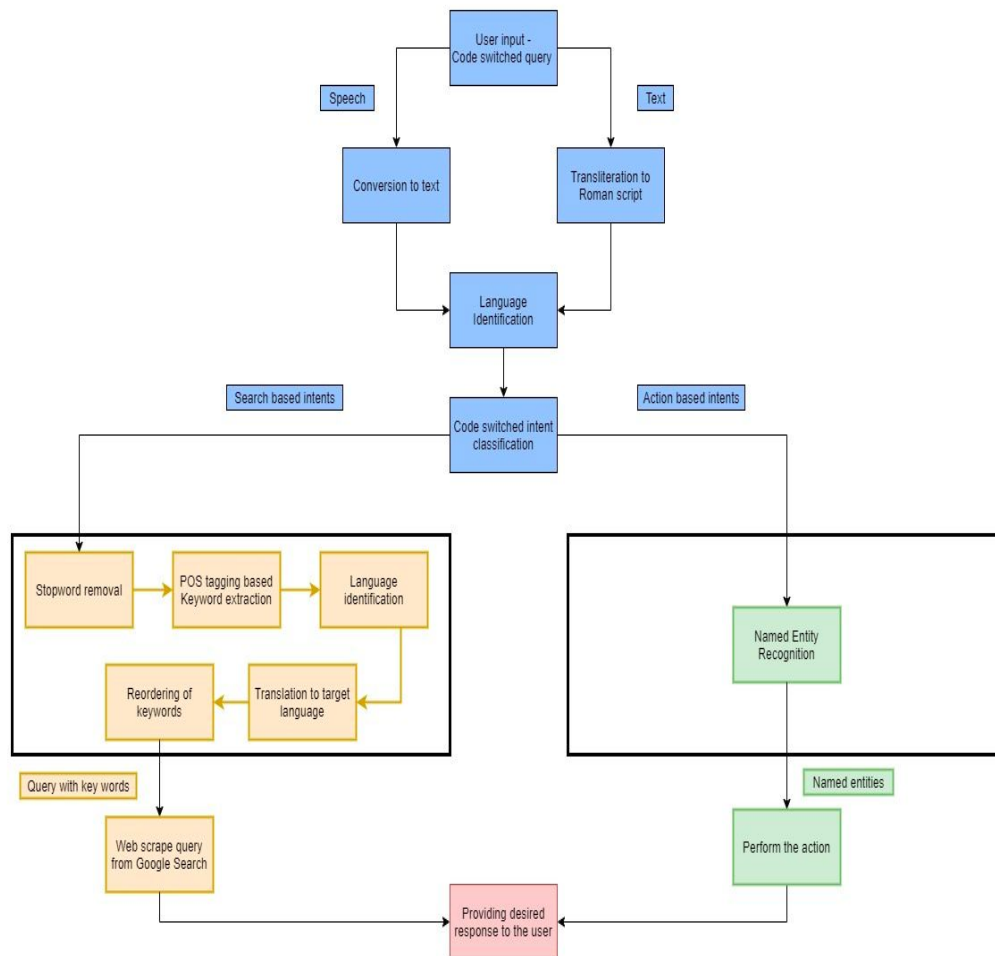 User input -
Code switched query
Speech
Text
Conversion to text
Transliteration to
Roman script
Language
Identification
Search based intents
Action based intents
Code switched intent
classification
Stopword removal
POS tagging based
Keyword extraction
Language
identification
Reordering of
keywords
Translation to target
language
Named Entity
Recognition
Query with key words
Named entities
Web scrape query
from Google Search
Perform the action
Providing desired
response to the user